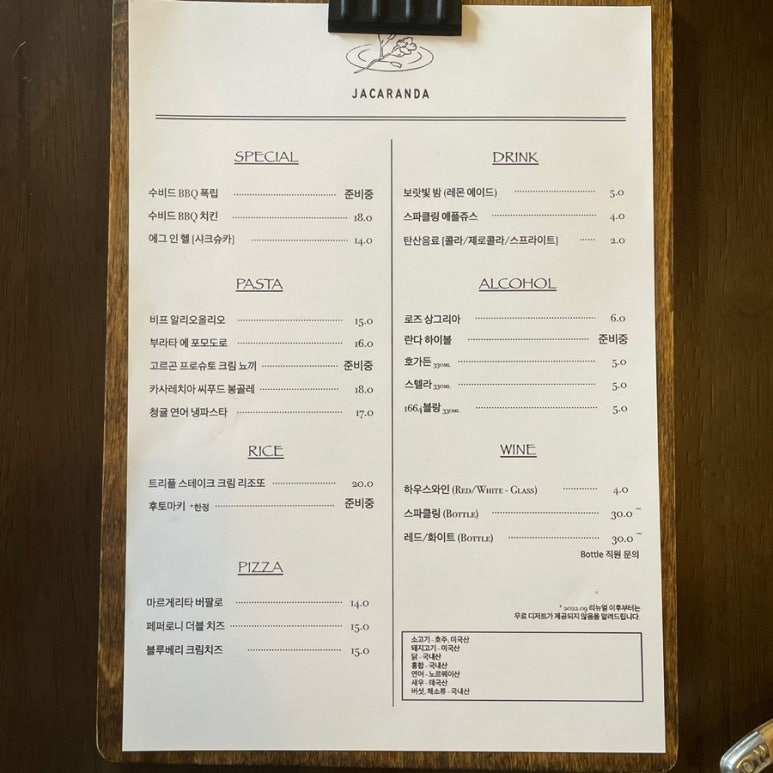 JACARANDA
SPECIAL
수비드 BBQ 폭립 준비중
수비드 BBQ 치킨 18.0
에그 인 헬 [샤크슈카] 14.0
PASTA
비프 알리오올리오 15.0
부라타 에 포모도로 16.0
고르곤 프로슈토 크림 뇨끼 준비중
카사레치아 씨푸드 봉골레 18.0
청귤 연어 냉파스타 17.0
RICE
트리플 스테이크 크림 리조또 20.0
후토마키 *한정 준비중
PIZZA
마르게리타 버팔로 14.0
페퍼로니 더블 치즈 15.0
블루베리 크림치즈 15.0
DRINK
보랏빛 밤 (레몬 에이드) 5.0
스파클링 애플쥬스 4.0
탄산음료 [콜라/제로콜라/스프라이트] 2.0
ALCOHOL
로즈 상그리아 6.0
란다 하이볼 준비중
호가든 330ML 5.0
스텔라 330ML 5.0
1664블랑 330ML 5.0
WINE
하우스와인 (RED/WHITE - GLASS) 4.0
스파클링 (BOTTLE) 30.0 ~
레드/화이트 (BOTTLE) 30.0 ~
Bottle 직원 문의
* 2022.09 리뉴얼 이후부터는
무료 디저트가 제공되지 않음을 알려드립니다.
소고기 - 호주, 미국산
돼지고기 - 미국산
닭 - 국내산
홍합 - 국내산
연어 - 노르웨이산
새우 - 태국산
버섯, 채소류 - 국내산